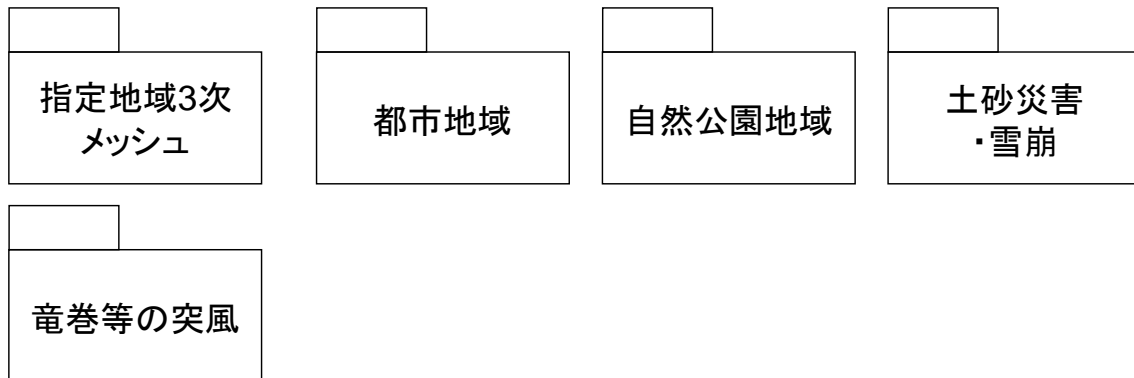 指定地域3次
メッシュ
都市地域
自然公園地域
土砂災害
・雪崩
竜巻等の突風